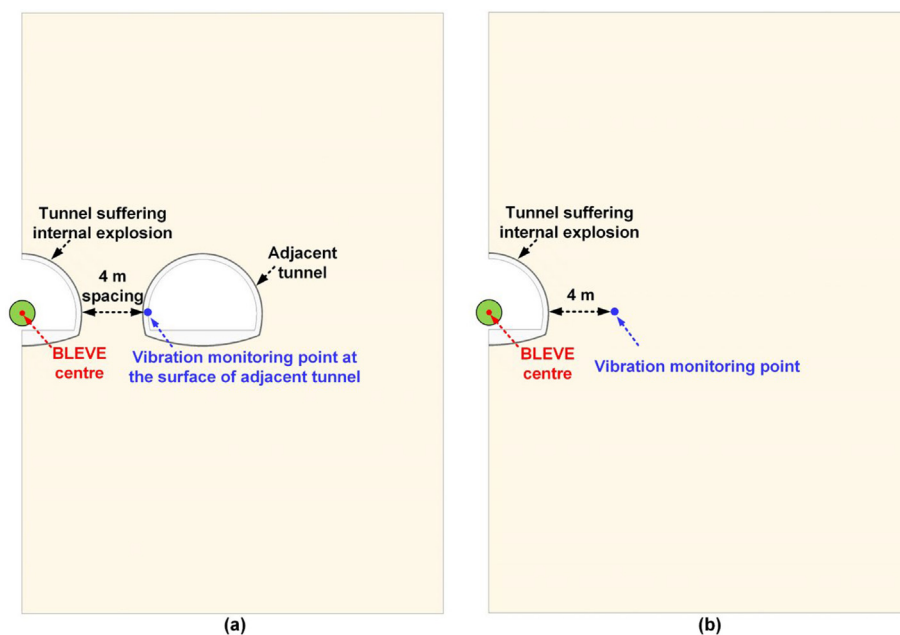 Tunnel suffering
internal explosion
4 m
spacing
Adjacent
tunnel
BLEVE
centre
Vibration monitoring point at
the surface of adjacent tunnel
(a)
Tunnel suffering
internal explosion
4 m
BLEVE
centre
Vibration monitoring point
(b)